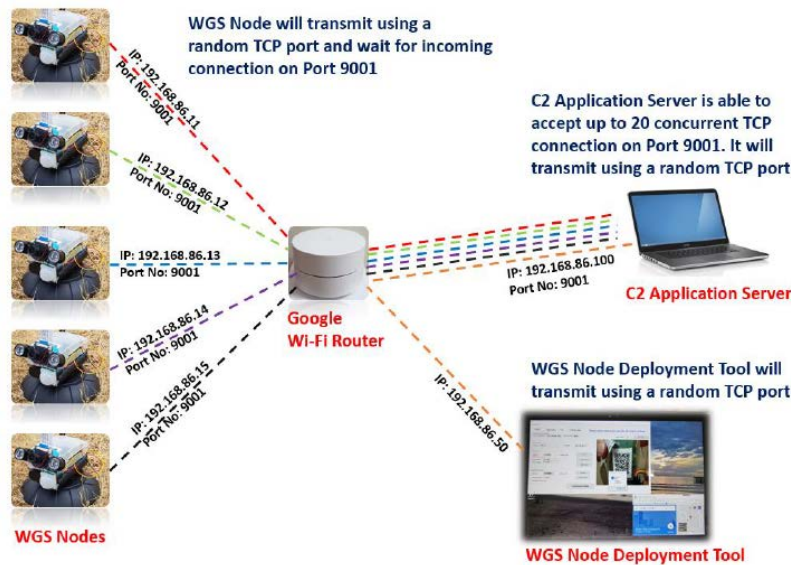 WGS Node will transmit using a
random TCP port and wait for incoming
connection on Port 9001
IP: 192.168.86.11
Port No: 9001
IP: 192.168.86.12
Port No: 9001
IP: 192.168.86.13
Port No: 9001
IP: 192.168.86.14
Port No: 9001
IP: 192.168.86.15
Port No: 9001
WGS Nodes
Google
Wi-Fi Router
C2 Application Server is able to
accept up to 20 concurrent TCP
connection on Port 9001. It will
transmit using a random TCP port
IP: 192.168.86.100
Port No: 9001
C2 Application Server
IP: 192.168.86.50
WGS Node Deployment Tool will
transmit using a random TCP port
WGS Node Deployment Tool